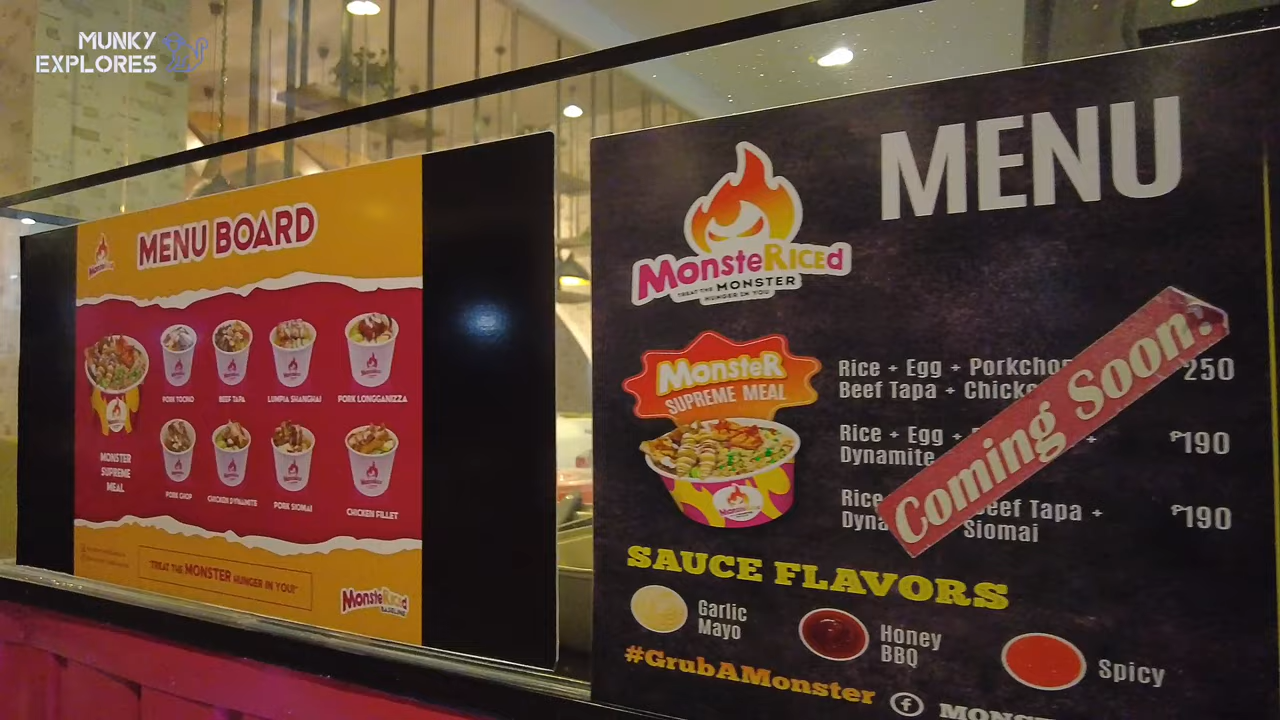 MUNKY
EXPLORES
MENU BOARD
PORK TOCINO
BEEF TAPA
LUMPIA SHANGHAI
PORK LONGGANIZZA
MONSTER
SUPREME
MEAL
PORK CHOP
CHICKEN DYNAMITE
PORK SIOMAI
CHICKEN FILLET
TREAT THE MONSTER HUNGER IN YOU!
MonsteRICEd
MENU
MonsteRICEd
TREAT THE MONSTER
HUNGER IN YOU
MonsteR
SUPREME MEAL
Rice + Egg + Porkcho
Beef Tapa + Chick
250
Rice + Egg +
+
Dynamite
₱190
Rice
Beef Tapa +
Dyna
Siomai
₱190
Coming Soon!
SAUCE FLAVORS
Garlic
Mayo
Honey
BBQ
Spicy
#GrubAMonster